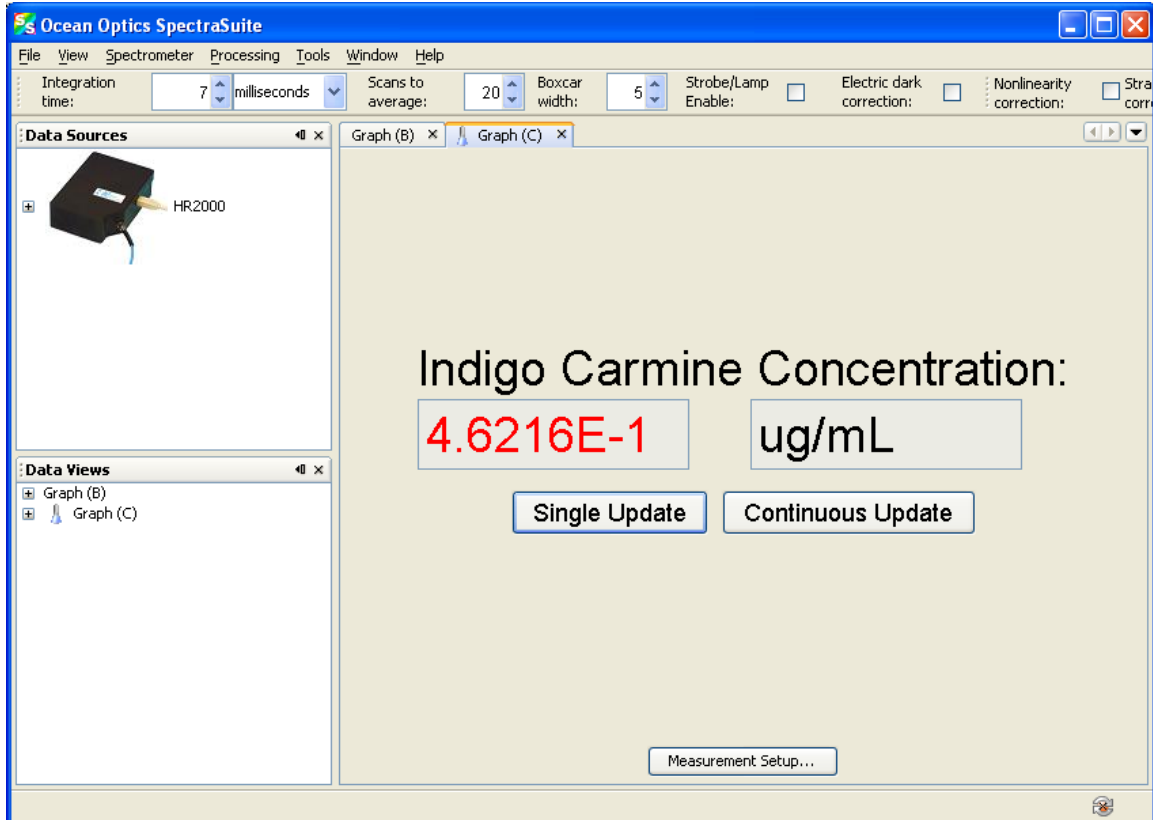 Ocean Optics SpectraSuite
File View Spectrometer Processing Tools Window Help
Integration time: 7 milliseconds Scans to average: 20 Boxcar width: 5 Strobe/Lamp Enable: Electric dark correction: Nonlinearity correction: Stra corr
Data Sources
Graph (B) Graph (C)
HR2000
Indigo Carmine Concentration:
4.6216E-1 ug/mL
Data Views
Graph (B)
Graph (C)
Single Update Continuous Update
Measurement Setup...